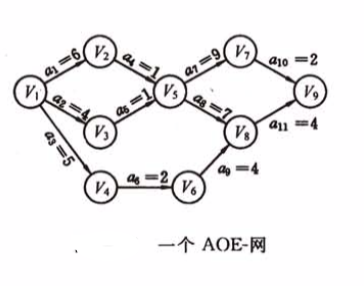 V₁
V₂
V₃
V₄
V₅
V₆
V₇
V₈
V₉
a₁=6
a₂=4
a₃=5
a₄=1
a₅=1
a₆=2
a₇=9
a₈=7
a₉=4
a₁₀=2
a₁₁=4
一个 AOE-网